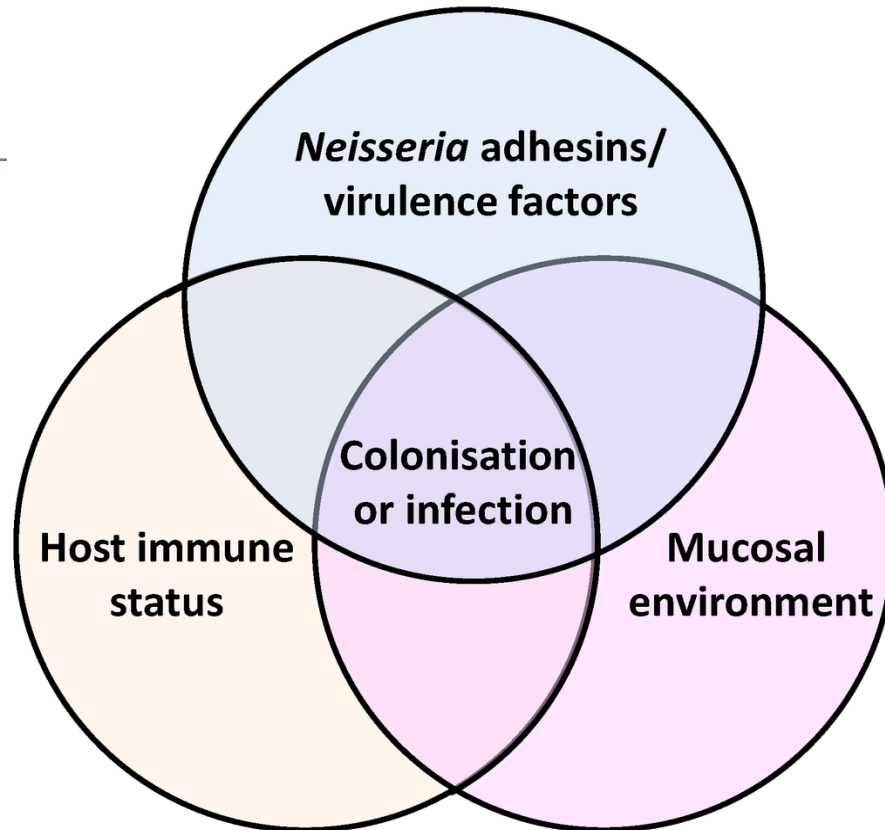 Neisseria adhesins/
virulence factors
Colonisation
or infection
Host immune
status
Mucosal
environment